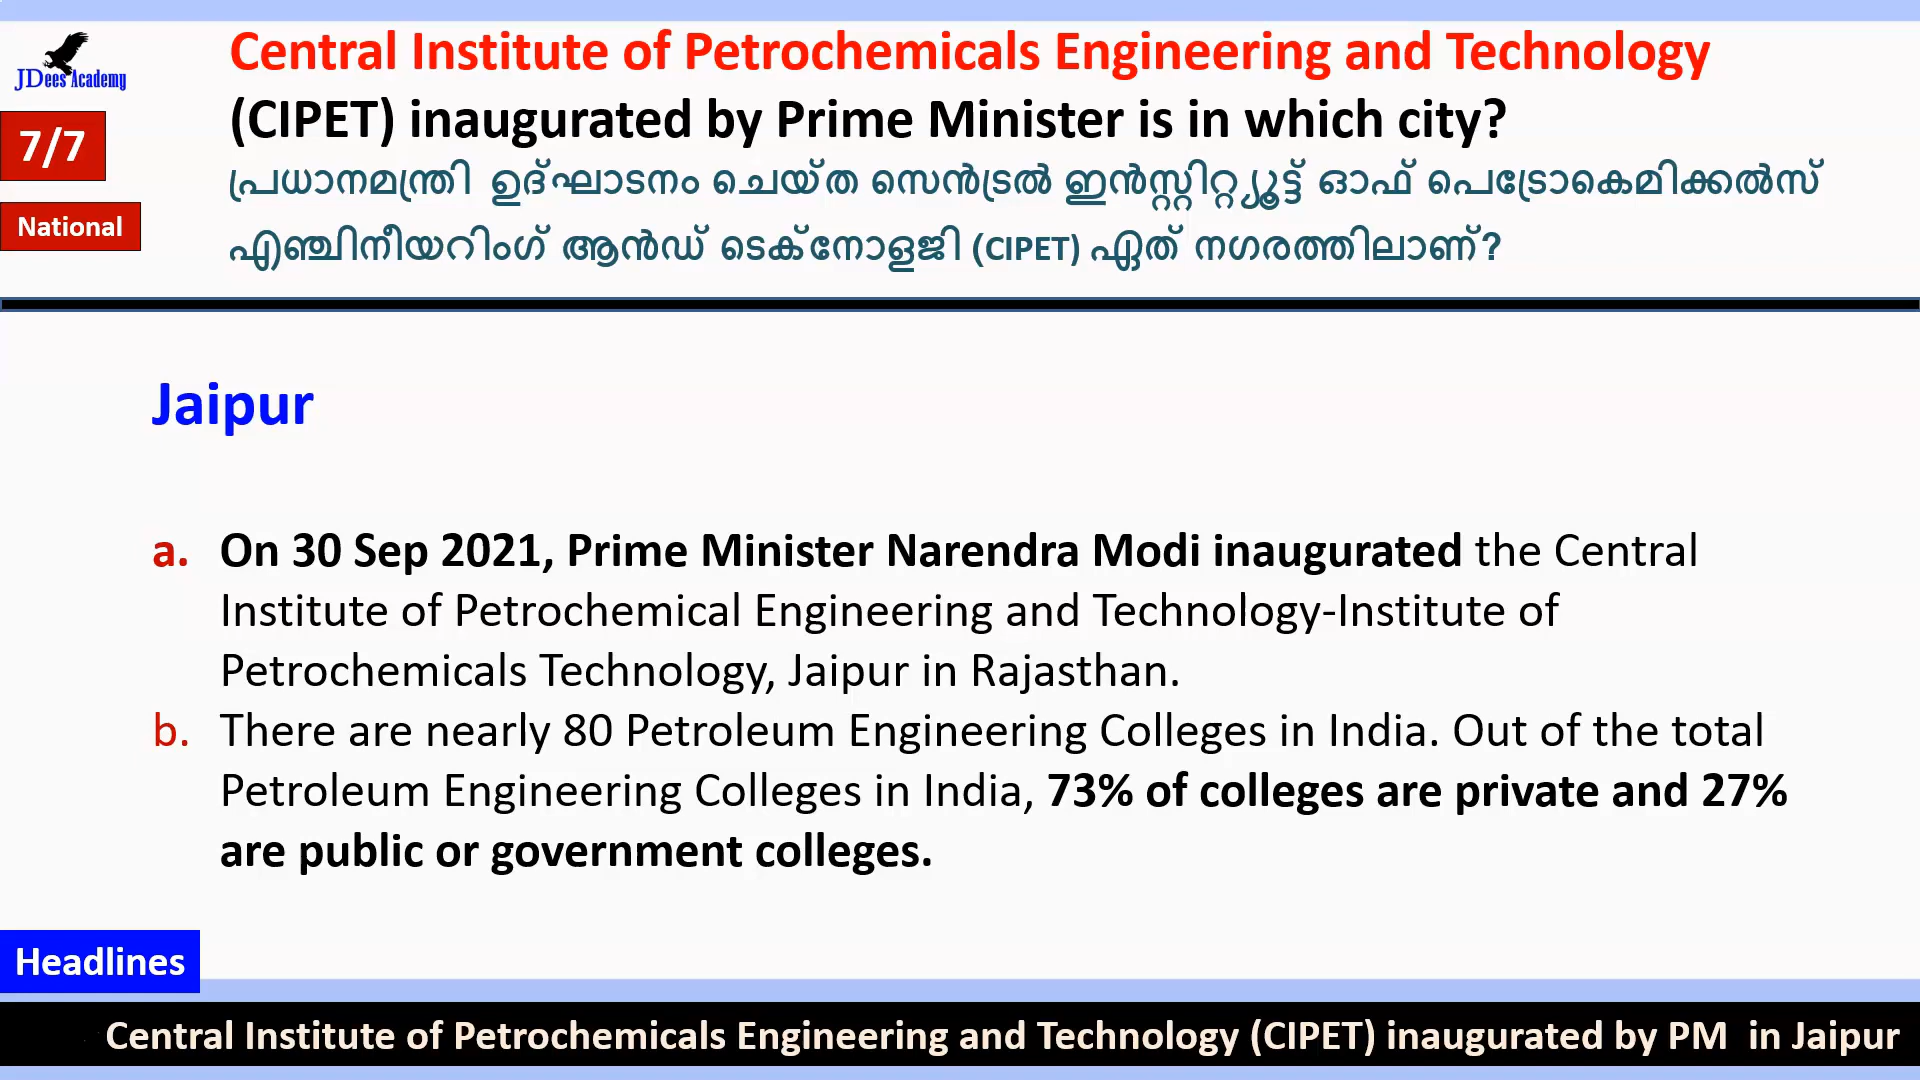 JDees Academy
Central Institute of Petrochemicals Engineering and Technology
7/7
(CIPET) inaugurated by Prime Minister is in which city?
പ്രധാനമന്ത്രി ഉദ്ഘാടനം ചെയ്ത സെൻട്രൽ ഇൻസ്റ്റിറ്റ്യൂട്ട് ഓഫ് പെട്രോകെമിക്കൽസ്
National
എഞ്ചിനീയറിംഗ് ആൻഡ് ടെക്നോളജി (CIPET) ഏത് നഗരത്തിലാണ്?
Jaipur
a. On 30 Sep 2021, Prime Minister Narendra Modi inaugurated the Central
Institute of Petrochemical Engineering and Technology-Institute of
Petrochemicals Technology, Jaipur in Rajasthan.
b. There are nearly 80 Petroleum Engineering Colleges in India. Out of the total
Petroleum Engineering Colleges in India, 73% of colleges are private and 27%
are public or government colleges.
Headlines
Central Institute of Petrochemicals Engineering and Technology (CIPET) inaugurated by PM in Jaipur